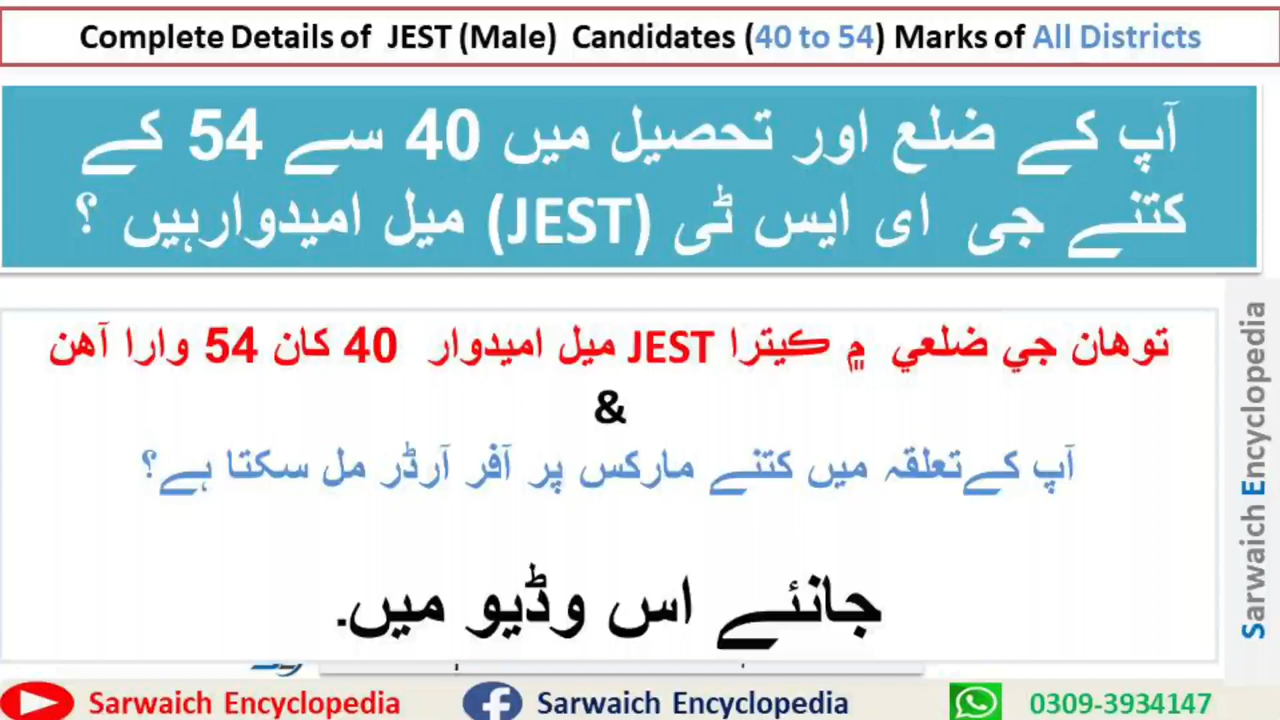 Complete Details of JEST (Male) Candidates (40 to 54) Marks of All Districts
آپ کے ضلع اور تحصیل میں 40 سے 54 کے
کتنے جی ای ایس ٹی (JEST) میل امیدوارہیں ؟
توهان جي ضلعي ۾ ڪيترا JEST ميل اميدوار 40 کان 54 وارا آهن
&
آپ کےتعلقہ میں کتنے مارکس پر آفر آرڈر مل سکتا ہے؟
جانئے اس وڈیو میں.
Sarwaich Encyclopedia
Sarwaich Encyclopedia
Sarwaich Encyclopedia
0309-3934147